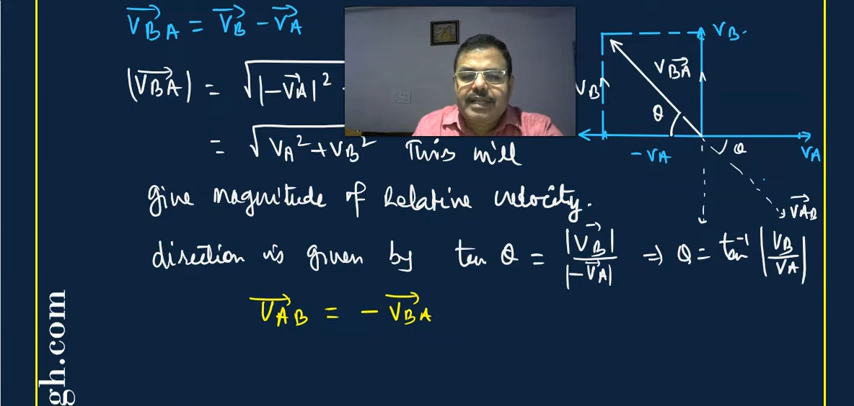 V⃗BA = V⃗B − V⃗A
|V⃗BA| = √|−V⃗A|²
= √VA² + VB² This will
give magnitude of Relative velocity.
direction is given by tan θ = |V⃗B| / |−V⃗A| ⇒ θ = tan⁻¹ |VB/VA|
V⃗AB = − V⃗BA
VB
VBA
VB
θ
−VA
VA
θ
V⃗AB
gh.com